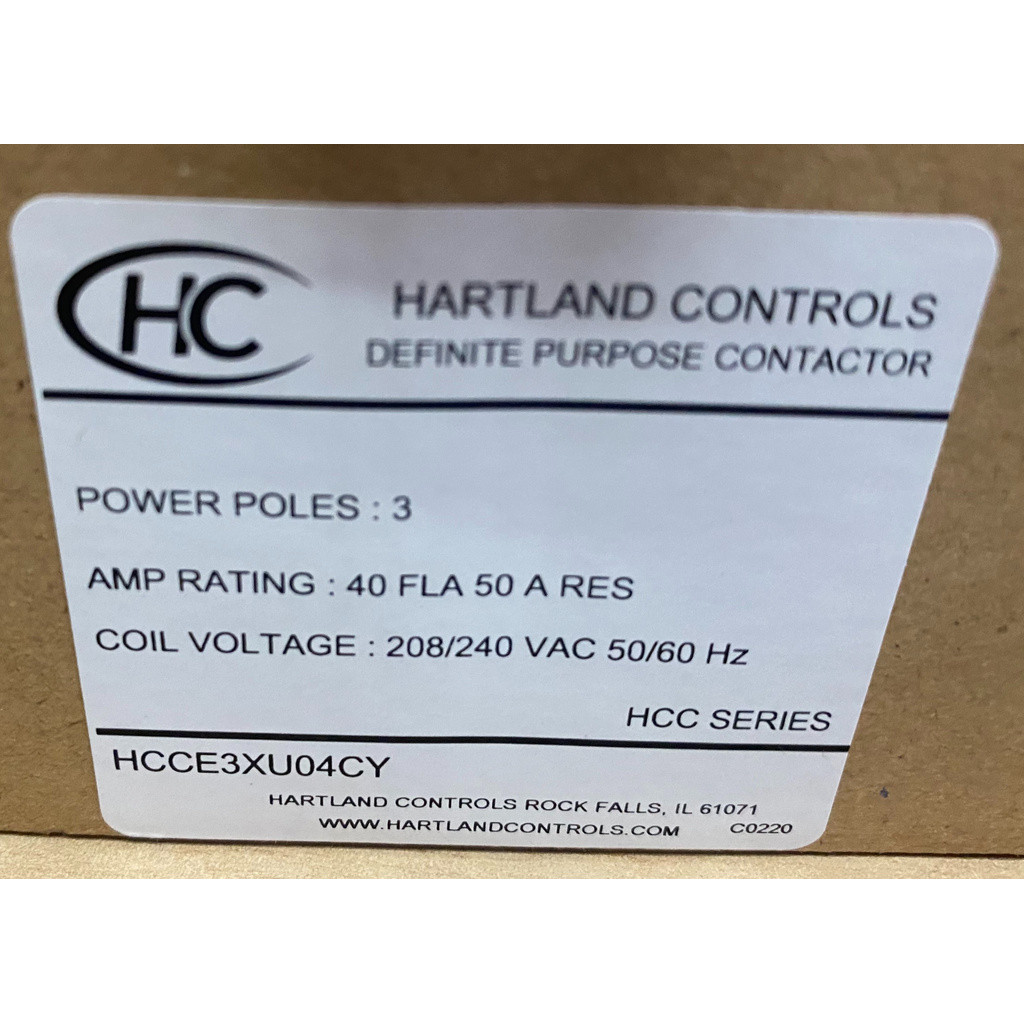 HC
HARTLAND CONTROLS
DEFINITE PURPOSE CONTACTOR
POWER POLES : 3
AMP RATING : 40 FLA 50 A RES
COIL VOLTAGE : 208/240 VAC 50/60 Hz
HCC SERIES
HCCE3XU04CY
HARTLAND CONTROLS ROCK FALLS, IL 61071
WWW.HARTLANDCONTROLS.COM C0220